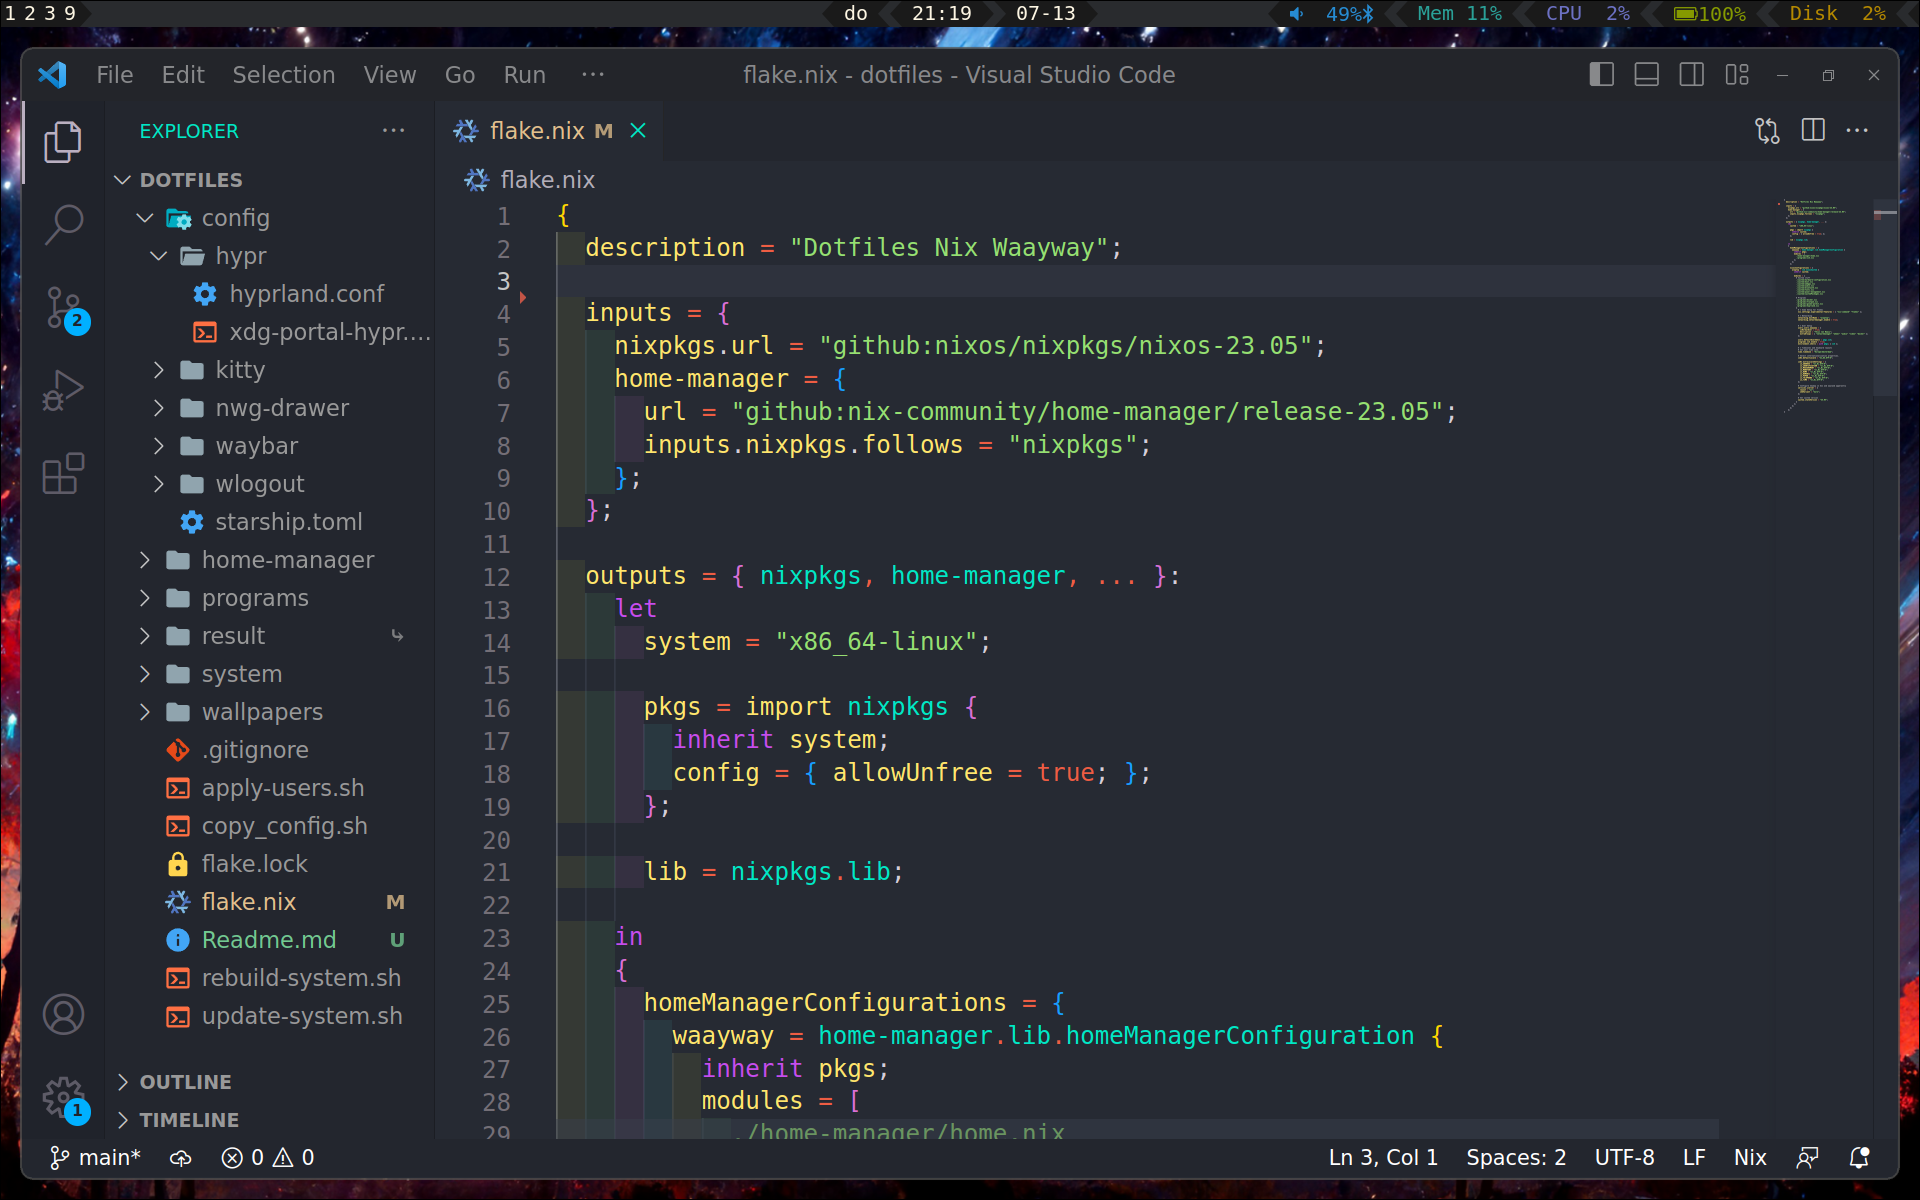 1 2 3 9
do 21:19 07-13
49% Mem 11% CPU 2% 100% Disk 2%
File Edit Selection View Go Run ··· flake.nix - dotfiles - Visual Studio Code
EXPLORER ···
flake.nix M
flake.nix
DOTFILES
config
hypr
hyprland.conf
xdg-portal-hypr....
kitty
nwg-drawer
waybar
wlogout
starship.toml
home-manager
programs
result
system
wallpapers
.gitignore
apply-users.sh
copy_config.sh
flake.lock
flake.nix M
Readme.md U
rebuild-system.sh
update-system.sh
OUTLINE
TIMELINE
2
1
1 {
2   description = "Dotfiles Nix Waayway";
3
4   inputs = {
5     nixpkgs.url = "github:nixos/nixpkgs/nixos-23.05";
6     home-manager = {
7       url = "github:nix-community/home-manager/release-23.05";
8       inputs.nixpkgs.follows = "nixpkgs";
9     };
10   };
11
12   outputs = { nixpkgs, home-manager, ... }:
13     let
14       system = "x86_64-linux";
15
16       pkgs = import nixpkgs {
17         inherit system;
18         config = { allowUnfree = true; };
19       };
20
21       lib = nixpkgs.lib;
22
23     in
24     {
25       homeManagerConfigurations = {
26         waayway = home-manager.lib.homeManagerConfiguration {
27           inherit pkgs;
28           modules = [
29             ./home-manager/home.nix
main* 0 0 Ln 3, Col 1 Spaces: 2 UTF-8 LF Nix